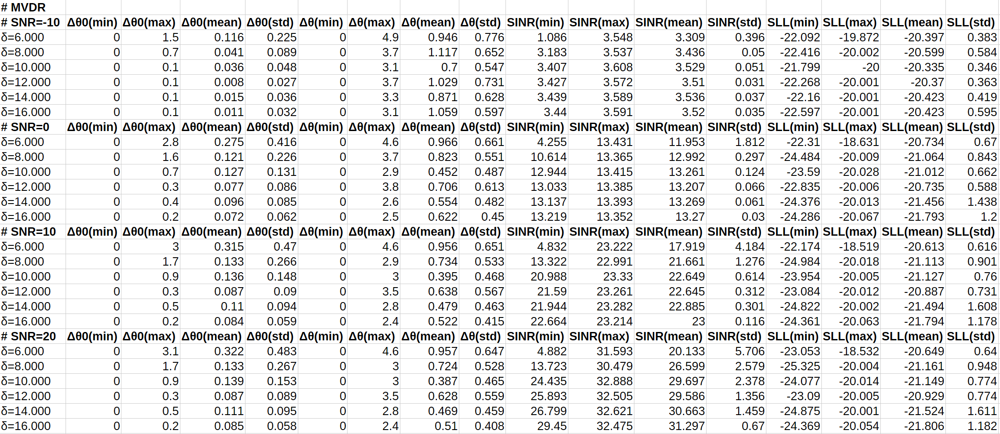 # MVDR
# SNR=-10 Δθ0(min) Δθ0(max) Δθ0(mean) Δθ0(std) Δθ(min) Δθ(max) Δθ(mean) Δθ(std) SINR(min) SINR(max) SINR(mean) SINR(std) SLL(min) SLL(max) SLL(mean) SLL(std)
δ=6.000 0 1.5 0.116 0.225 0 4.9 0.946 0.776 1.086 3.548 3.309 0.396 -22.092 -19.872 -20.397 0.383
δ=8.000 0 0.7 0.041 0.089 0 3.7 1.117 0.652 3.183 3.537 3.436 0.05 -22.416 -20.002 -20.599 0.584
δ=10.000 0 0.1 0.036 0.048 0 3.1 0.7 0.547 3.407 3.608 3.529 0.051 -21.799 -20 -20.335 0.346
δ=12.000 0 0.1 0.008 0.027 0 3.7 1.029 0.731 3.427 3.572 3.51 0.031 -22.268 -20.001 -20.37 0.363
δ=14.000 0 0.1 0.015 0.036 0 3.3 0.871 0.628 3.439 3.589 3.536 0.037 -22.16 -20.001 -20.423 0.419
δ=16.000 0 0.1 0.011 0.032 0 3.1 1.059 0.597 3.44 3.591 3.52 0.035 -22.597 -20.001 -20.423 0.595
# SNR=0 Δθ0(min) Δθ0(max) Δθ0(mean) Δθ0(std) Δθ(min) Δθ(max) Δθ(mean) Δθ(std) SINR(min) SINR(max) SINR(mean) SINR(std) SLL(min) SLL(max) SLL(mean) SLL(std)
δ=6.000 0 2.8 0.275 0.416 0 4.6 0.966 0.661 4.255 13.431 11.953 1.812 -22.31 -18.631 -20.734 0.67
δ=8.000 0 1.6 0.121 0.226 0 3.7 0.823 0.551 10.614 13.365 12.992 0.297 -24.484 -20.009 -21.064 0.843
δ=10.000 0 0.7 0.127 0.131 0 2.9 0.452 0.487 12.944 13.415 13.261 0.124 -23.59 -20.028 -21.012 0.662
δ=12.000 0 0.3 0.077 0.086 0 3.8 0.706 0.613 13.033 13.385 13.207 0.066 -22.835 -20.006 -20.735 0.588
δ=14.000 0 0.4 0.096 0.085 0 2.6 0.554 0.482 13.137 13.393 13.269 0.061 -24.376 -20.013 -21.456 1.438
δ=16.000 0 0.2 0.072 0.062 0 2.5 0.622 0.45 13.219 13.352 13.27 0.03 -24.286 -20.067 -21.793 1.2
# SNR=10 Δθ0(min) Δθ0(max) Δθ0(mean) Δθ0(std) Δθ(min) Δθ(max) Δθ(mean) Δθ(std) SINR(min) SINR(max) SINR(mean) SINR(std) SLL(min) SLL(max) SLL(mean) SLL(std)
δ=6.000 0 3 0.315 0.47 0 4.6 0.956 0.651 4.832 23.222 17.919 4.184 -22.174 -18.519 -20.613 0.616
δ=8.000 0 1.7 0.133 0.266 0 2.9 0.734 0.533 13.322 22.991 21.661 1.276 -24.984 -20.018 -21.113 0.901
δ=10.000 0 0.9 0.136 0.148 0 3 0.395 0.468 20.988 23.33 22.649 0.614 -23.954 -20.005 -21.127 0.76
δ=12.000 0 0.3 0.087 0.09 0 3.5 0.638 0.567 21.59 23.261 22.645 0.312 -23.084 -20.012 -20.887 0.731
δ=14.000 0 0.5 0.11 0.094 0 2.8 0.479 0.463 21.944 23.282 22.885 0.301 -24.822 -20.002 -21.494 1.608
δ=16.000 0 0.2 0.084 0.059 0 2.4 0.522 0.415 22.664 23.214 23 0.116 -24.361 -20.063 -21.794 1.178
# SNR=20 Δθ0(min) Δθ0(max) Δθ0(mean) Δθ0(std) Δθ(min) Δθ(max) Δθ(mean) Δθ(std) SINR(min) SINR(max) SINR(mean) SINR(std) SLL(min) SLL(max) SLL(mean) SLL(std)
δ=6.000 0 3.1 0.322 0.483 0 4.6 0.957 0.647 4.882 31.593 20.133 5.706 -23.053 -18.532 -20.649 0.64
δ=8.000 0 1.7 0.133 0.267 0 3 0.724 0.528 13.723 30.479 26.599 2.579 -25.325 -20.004 -21.161 0.948
δ=10.000 0 0.9 0.139 0.153 0 3 0.387 0.465 24.435 32.888 29.697 2.378 -24.077 -20.014 -21.149 0.774
δ=12.000 0 0.3 0.087 0.089 0 3.5 0.628 0.559 25.893 32.505 29.586 1.356 -23.09 -20.005 -20.929 0.774
δ=14.000 0 0.5 0.111 0.095 0 2.8 0.469 0.459 26.799 32.621 30.663 1.459 -24.875 -20.001 -21.524 1.611
δ=16.000 0 0.2 0.085 0.058 0 2.4 0.51 0.408 29.45 32.475 31.297 0.67 -24.369 -20.054 -21.806 1.182